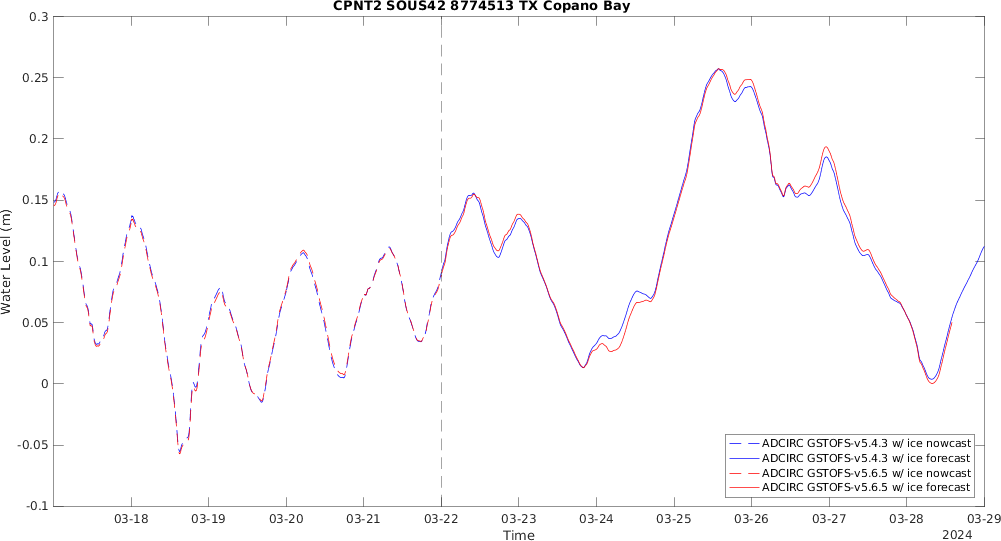 CPNT2 SOUS42 8774513 TX Copano Bay
0.3
0.25
0.2
0.15
0.1
0.05
0
-0.05
-0.1
Water Level (m)
ADCIRC GSTOFS-v5.4.3 w/ ice nowcast
ADCIRC GSTOFS-v5.4.3 w/ ice forecast
ADCIRC GSTOFS-v5.6.5 w/ ice nowcast
ADCIRC GSTOFS-v5.6.5 w/ ice forecast
03-18 03-19 03-20 03-21 03-22 03-23 03-24 03-25 03-26 03-27 03-28 03-29
Time
2024